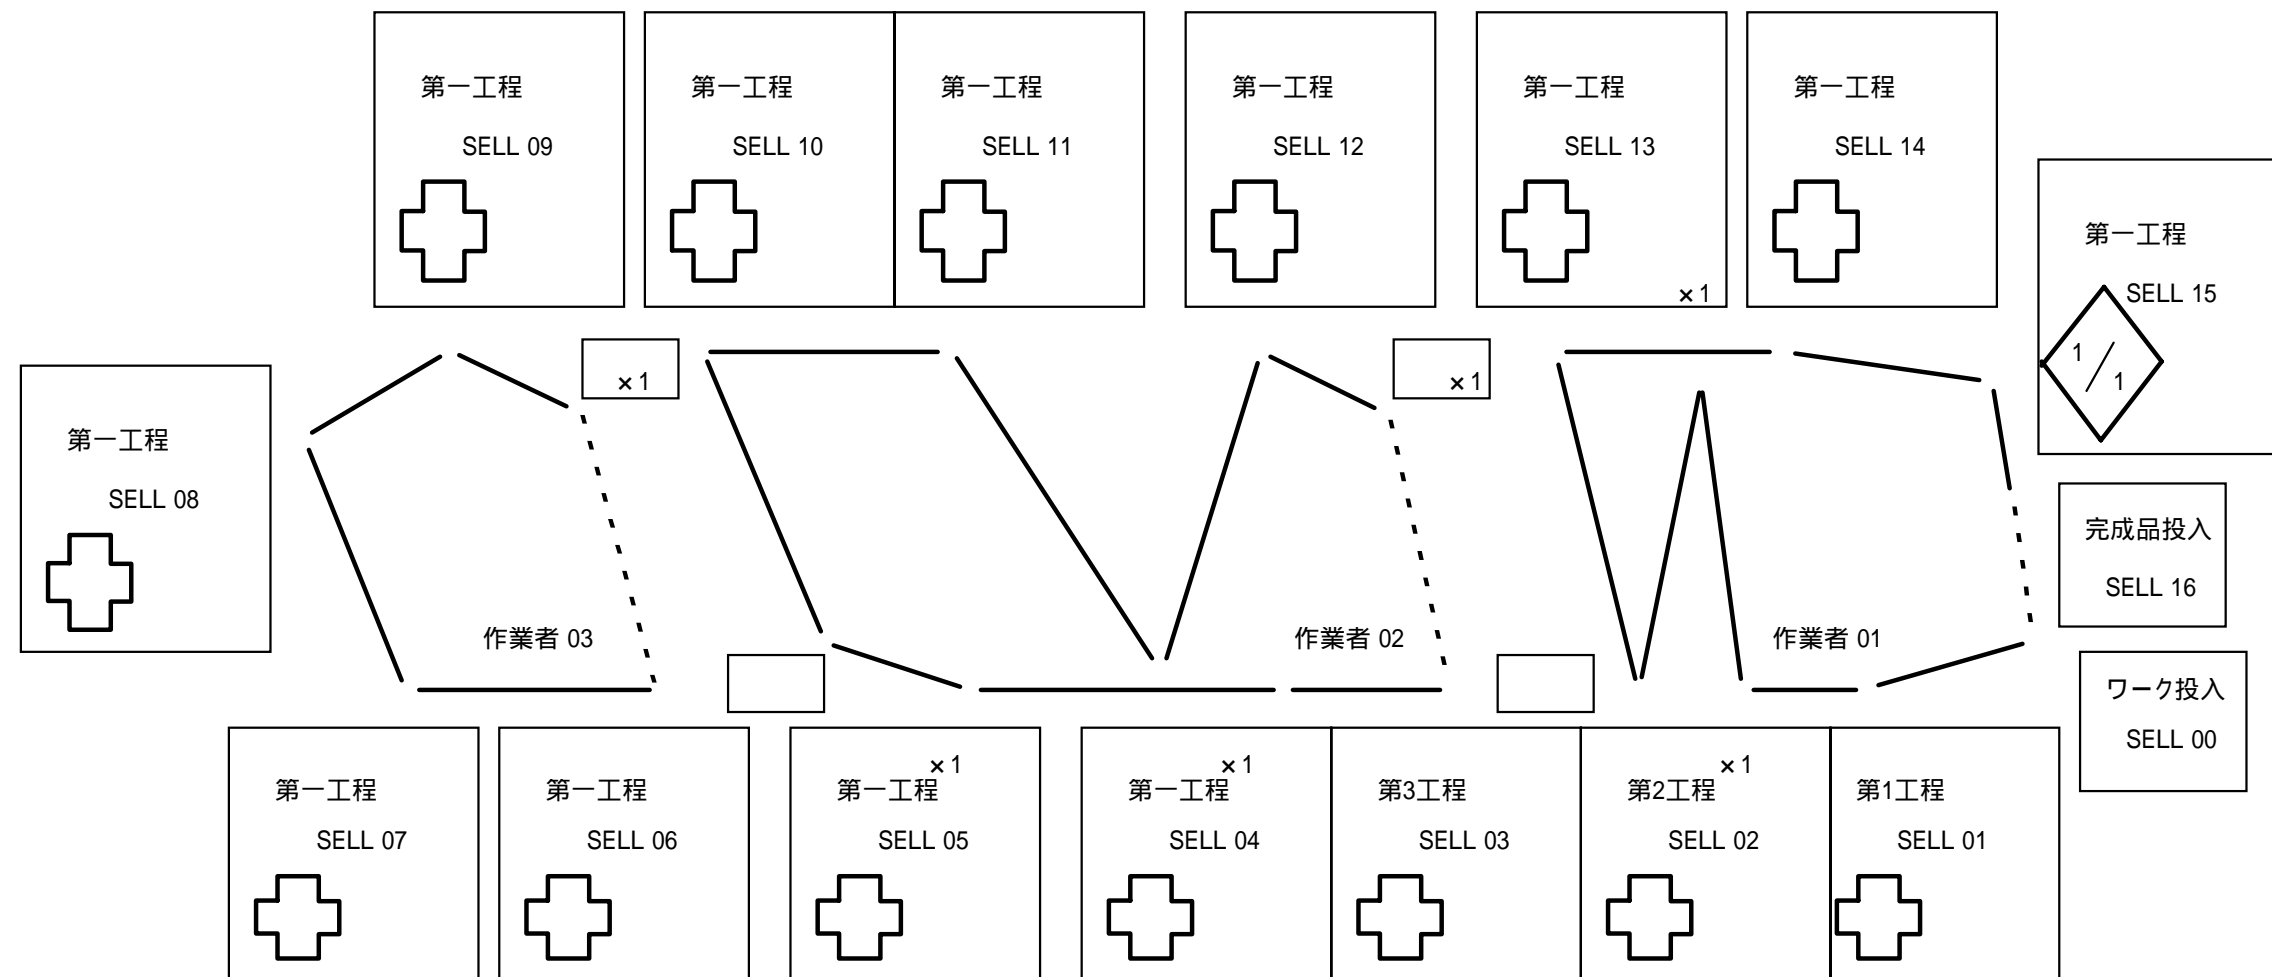 第一工程
SELL 09
第一工程
SELL 10
第一工程
SELL 11
第一工程
SELL 12
第一工程
SELL 13
×1
第一工程
SELL 14
第一工程
SELL 15
1/1
×1
×1
第一工程
SELL 08
完成品投入
SELL 16
作業者 03
作業者 02
作業者 01
ワーク投入
SELL 00
第一工程
SELL 07
第一工程
SELL 06
×1
第一工程
SELL 05
×1
第一工程
SELL 04
第3工程
SELL 03
×1
第2工程
SELL 02
第1工程
SELL 01